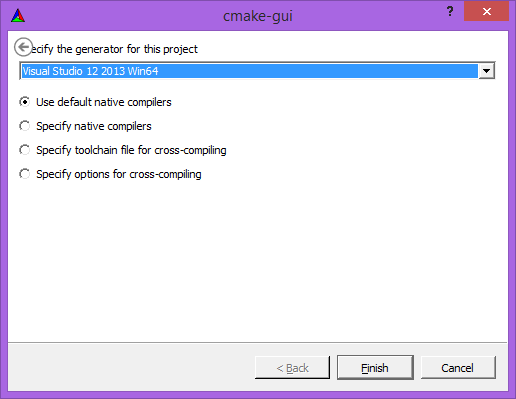 cmake-gui
?
ecify the generator for this project
Visual Studio 12 2013 Win64
Use default native compilers
Specify native compilers
Specify toolchain file for cross-compiling
Specify options for cross-compiling
< Back
Finish
Cancel